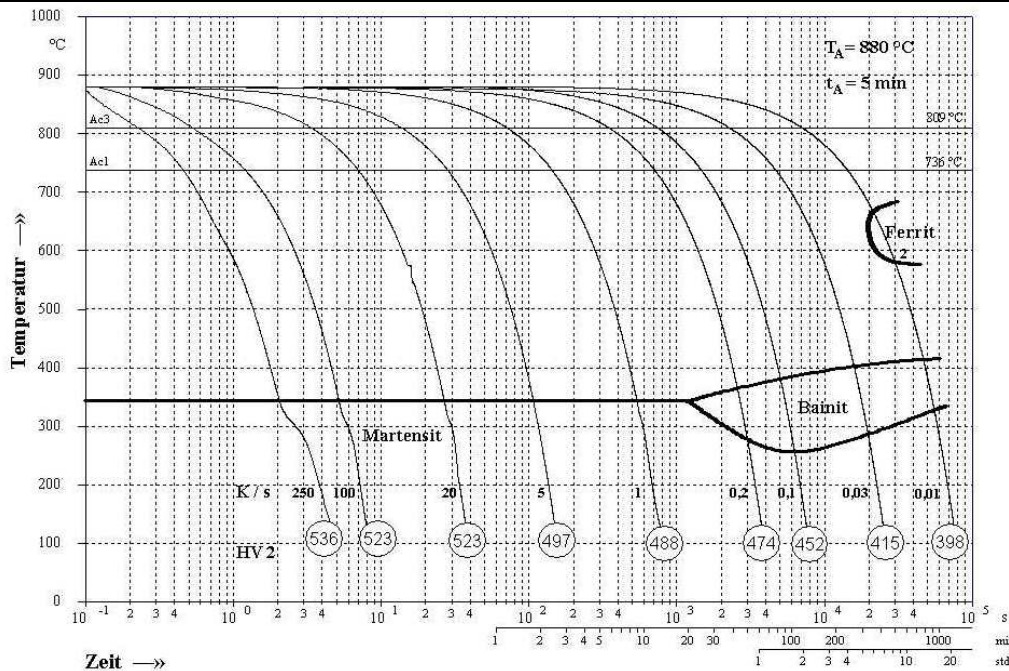 1000
°C
T_A = 880 °C
900
t_A = 5 min
Ac3
809 °C
800
Ac1
736 °C
700
Ferrit
600
2
500
Temperatur —»
400
Bainit
300
Martensit
200
K / s 250 100 20 5 1 0,2 0,1 0,03 0,01
536 523 523 497 488 474 452 415 398
100
HV 2
0
10^-1 2 3 4 10^0 2 3 4 10^1 2 3 4 10^2 2 3 4 10^3 2 3 4 10^4 2 3 4 10^5 s
1 2 3 4 5 10 20 30 100 200 1000 mi
1 2 3 4 10 20 std
Zeit —»